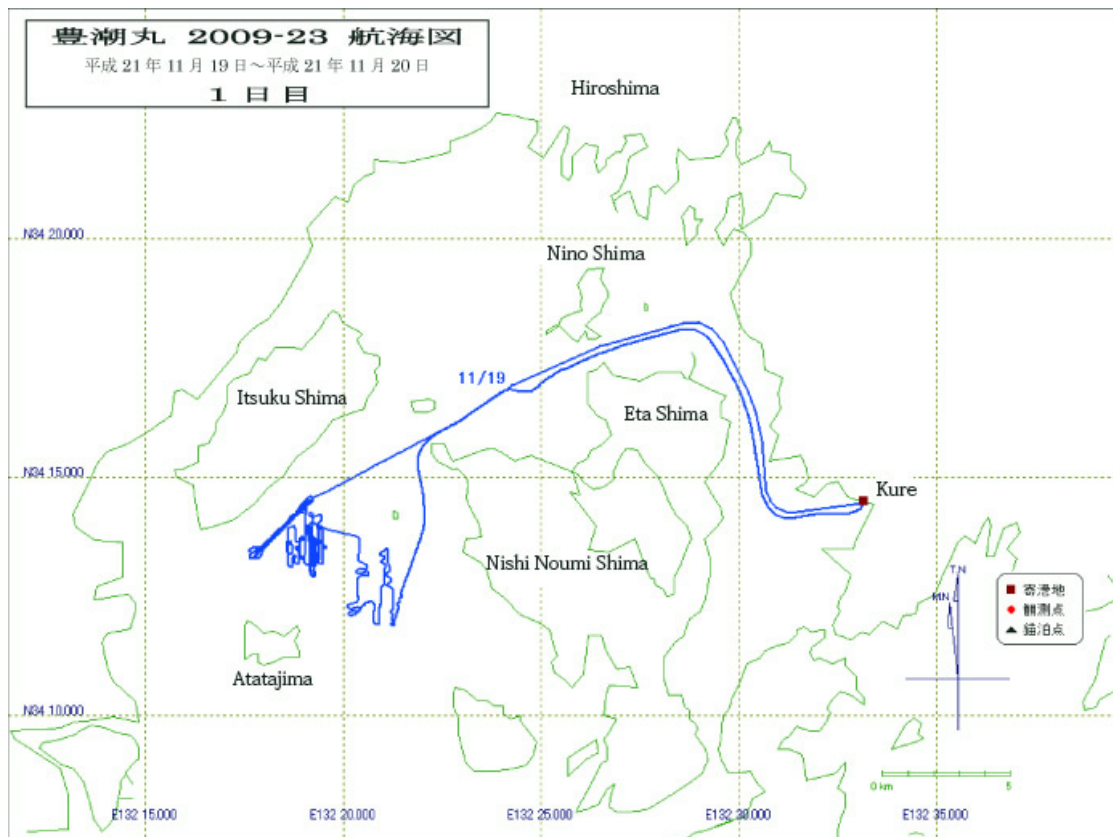 豊潮丸 2009-23 航海図
平成 21 年 11 月 19 日～平成 21 年 11 月 20 日
1 日目
Hiroshima
N34 20.000
Nino Shima
11/19
Itsuku Shima
Eta Shima
N34 15.000
Kure
Nishi Noumi Shima
T.N
M.N
寄港地
観測点
錨泊点
Atatajima
N34 10.000
0 km 5
E132 15.000 E132 20.000 E132 25.000 E132 30.000 E132 35.000